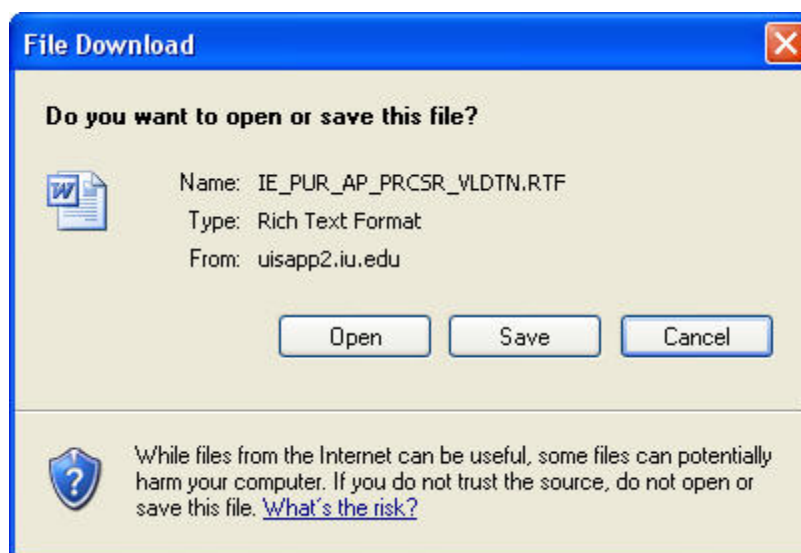 File Download
Do you want to open or save this file?
Name: IE_PUR_AP_PRCSR_VLDTN.RTF
Type: Rich Text Format
From: uisapp2.iu.edu
Open Save Cancel
While files from the Internet can be useful, some files can potentially
harm your computer. If you do not trust the source, do not open or
save this file. What's the risk?